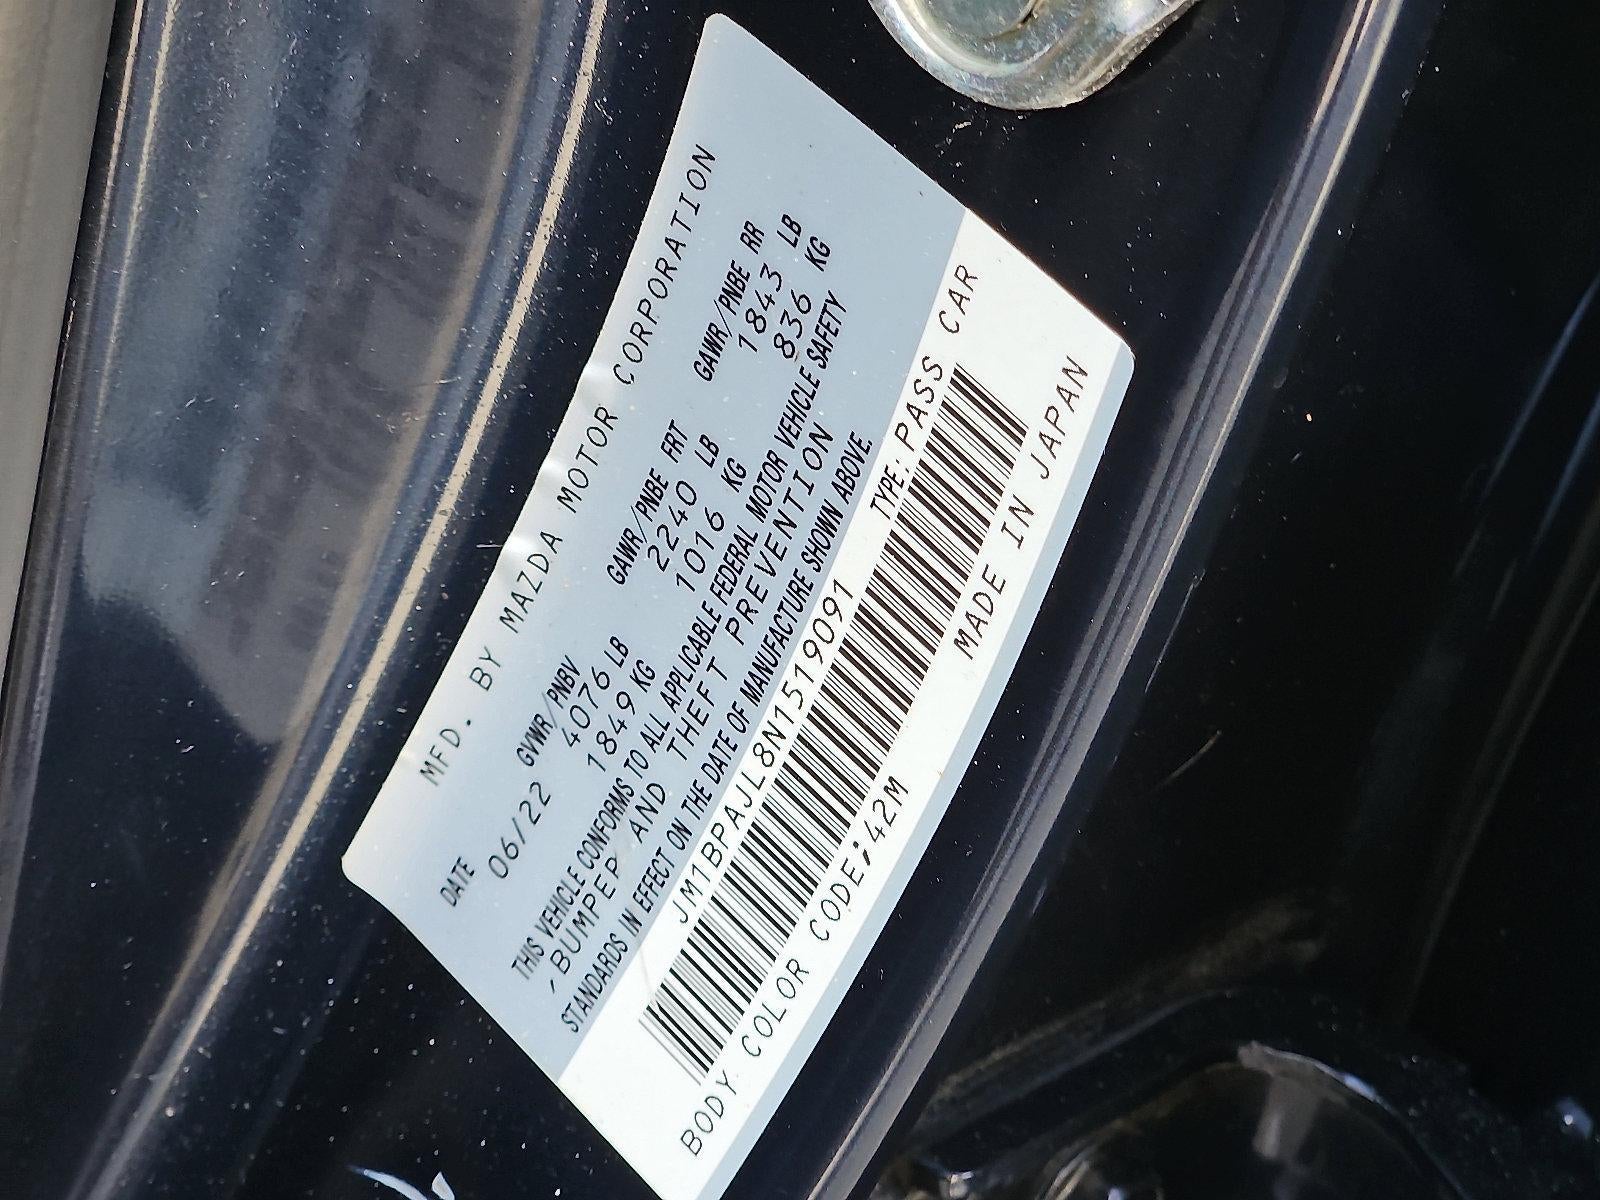 MFD. BY MAZDA MOTOR CORPORATION
DATE GVWR/PNBV GAWR/PNBE FRT GAWR/PNBE RR
06/22 4076 LB 2240 LB 1843 LB
1849 KG 1016 KG 836 KG
THIS VEHICLE CONFORMS TO ALL APPLICABLE FEDERAL MOTOR VEHICLE SAFETY
, BUMPER AND THEFT PREVENTION
STANDARDS IN EFFECT ON THE DATE OF MANUFACTURE SHOWN ABOVE.
JM1BPAJL8N1519091 TYPE: PASS CAR
BODY COLOR CODE;42M MADE IN JAPAN